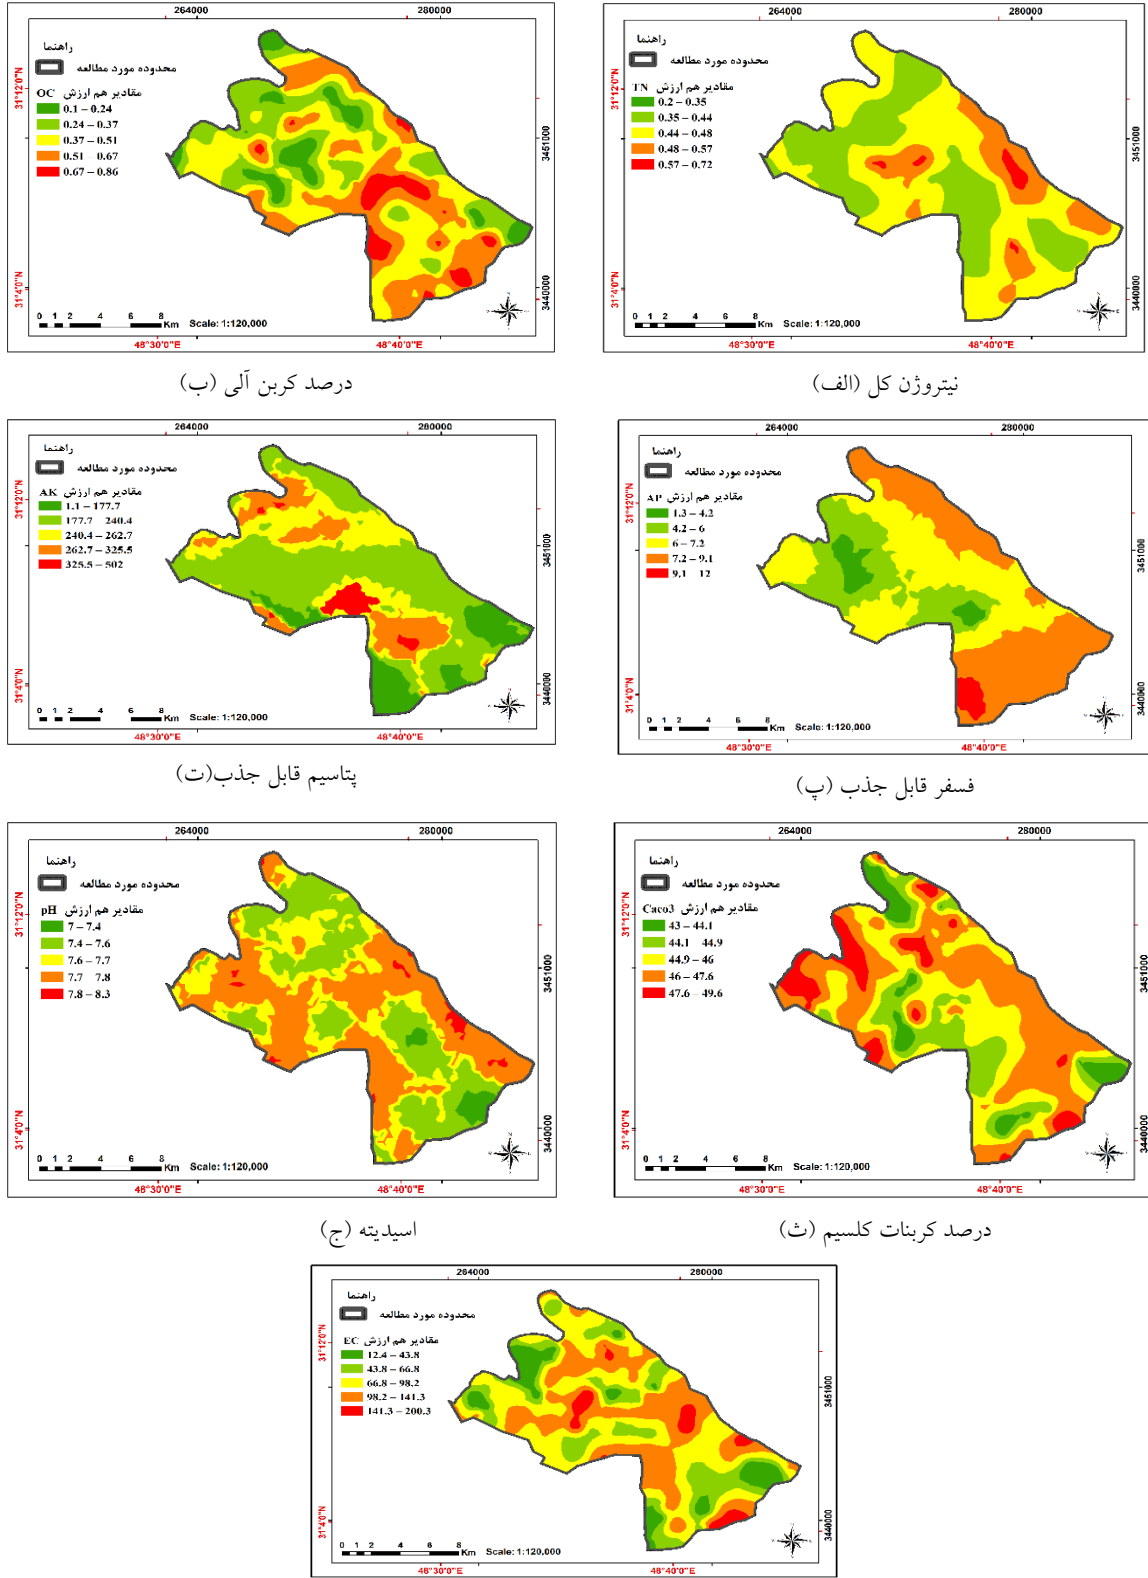 264000
280000
راهنما
محدوده مورد مطالعه
OC مقادیر هم ارزش
0.1 – 0.24
0.24 – 0.37
0.37 – 0.51
0.51 – 0.67
0.67 – 0.86
31°12'0"N
31°4'0"N
3451000
3440000
0 1 2 4 6 8
Km Scale: 1:120,000
48°30'0"E
48°40'0"E
درصد کربن آلی (ب)
264000
280000
راهنما
محدوده مورد مطالعه
TN مقادیر هم ارزش
0.2 – 0.35
0.35 – 0.44
0.44 – 0.48
0.48 – 0.57
0.57 – 0.72
31°12'0"N
31°4'0"N
3451000
3440000
0 1 2 4 6 8
Km Scale: 1:120,000
48°30'0"E
48°40'0"E
نیتروژن کل (الف)
264000
280000
راهنما
محدوده مورد مطالعه
AK مقادیر هم ارزش
1.1 – 177.7
177.7 – 240.4
240.4 – 262.7
262.7 – 325.5
325.5 – 502
31°12'0"N
31°4'0"N
3451000
3440000
0 1 2 4 6 8
Km Scale: 1:120,000
48°30'0"E
48°40'0"E
پتاسیم قابل جذب(ت)
264000
280000
راهنما
محدوده مورد مطالعه
AP مقادیر هم ارزش
1.3 – 4.2
4.2 – 6
6 – 7.2
7.2 – 9.1
9.1 – 12
31°12'0"N
31°4'0"N
3451000
3440000
0 1 2 4 6 8
Km Scale: 1:120,000
48°30'0"E
48°40'0"E
فسفر قابل جذب (پ)
264000
280000
راهنما
محدوده مورد مطالعه
pH مقادیر هم ارزش
7 – 7.4
7.4 – 7.6
7.6 – 7.7
7.7 – 7.8
7.8 – 8.3
31°12'0"N
31°4'0"N
3451000
3440000
0 1 2 4 6 8
Km Scale: 1:120,000
48°30'0"E
48°40'0"E
اسیدیته (ج)
264000
280000
راهنما
محدوده مورد مطالعه
Caco3 مقادیر هم ارزش
43 – 44.1
44.1 – 44.9
44.9 – 46
46 – 47.6
47.6 – 49.6
31°12'0"N
31°4'0"N
3451000
3440000
0 1 2 4 6 8
Km Scale: 1:120,000
48°30'0"E
48°40'0"E
درصد کربنات کلسیم (ث)
264000
280000
راهنما
محدوده مورد مطالعه
EC مقادیر هم ارزش
12.4 – 43.8
43.8 – 66.8
66.8 – 98.2
98.2 – 141.3
141.3 – 200.3
31°12'0"N
31°4'0"N
3451000
3440000
0 1 2 4 6 8
Km Scale: 1:120,000
48°30'0"E
48°40'0"E